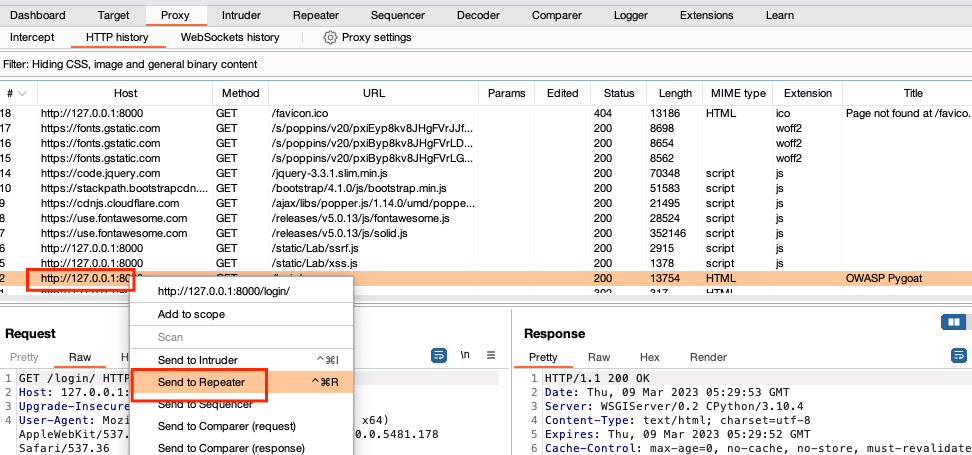 Dashboard Target Proxy Intruder Repeater Sequencer Decoder Comparer Logger Extensions Learn
Intercept HTTP history WebSockets history Proxy settings
Filter: Hiding CSS, image and general binary content
# Host Method URL Params Edited Status Length MIME type Extension Title
18 http://127.0.0.1:8000 GET /favicon.ico 404 13186 HTML ico Page not found at /favico.
17 https://fonts.gstatic.com GET /s/poppins/v20/pxiEyp8kv8JHgFVrJJf... 200 8698 woff2
16 https://fonts.gstatic.com GET /s/poppins/v20/pxiByp8kv8JHgFVrLD... 200 8654 woff2
15 https://fonts.gstatic.com GET /s/poppins/v20/pxiByp8kv8JHgFVrLG... 200 8562 woff2
14 https://code.jquery.com GET /jquery-3.3.1.slim.min.js 200 70348 script js
10 https://stackpath.bootstrapcdn.... GET /bootstrap/4.1.0/js/bootstrap.min.js 200 51583 script js
9 https://cdnjs.cloudflare.com GET /ajax/libs/popper.js/1.14.0/umd/poppe... 200 21495 script js
8 https://use.fontawesome.com GET /releases/v5.0.13/js/fontawesome.js 200 28524 script js
7 https://use.fontawesome.com GET /releases/v5.0.13/js/solid.js 200 352146 script js
6 http://127.0.0.1:8000 GET /static/Lab/ssrf.js 200 2915 script js
5 http://127.0.0.1:8000 GET /static/Lab/xss.js 200 1378 script js
2 http://127.0.0.1:80 200 13754 HTML OWASP Pygoat
http://127.0.0.1:8000/login/
Add to scope
Scan
Send to Intruder ^⌘I
Send to Repeater ^⌘R
Send to Sequencer
Send to Comparer (request)
Send to Comparer (response)
Request
Pretty Raw H \n
1 GET /login/ HTTP
2 Host: 127.0.0.1:
3 Upgrade-Insecure
4 User-Agent: Mozi x64)
AppleWebKit/537. 0.0.5481.178
Safari/537.36
Response
Pretty Raw Hex Render
1 HTTP/1.1 200 OK
2 Date: Thu, 09 Mar 2023 05:29:53 GMT
3 Server: WSGIServer/0.2 CPython/3.10.4
4 Content-Type: text/html; charset=utf-8
5 Expires: Thu, 09 Mar 2023 05:29:52 GMT
6 Cache-Control: max-age=0, no-cache, no-store, must-revalidate